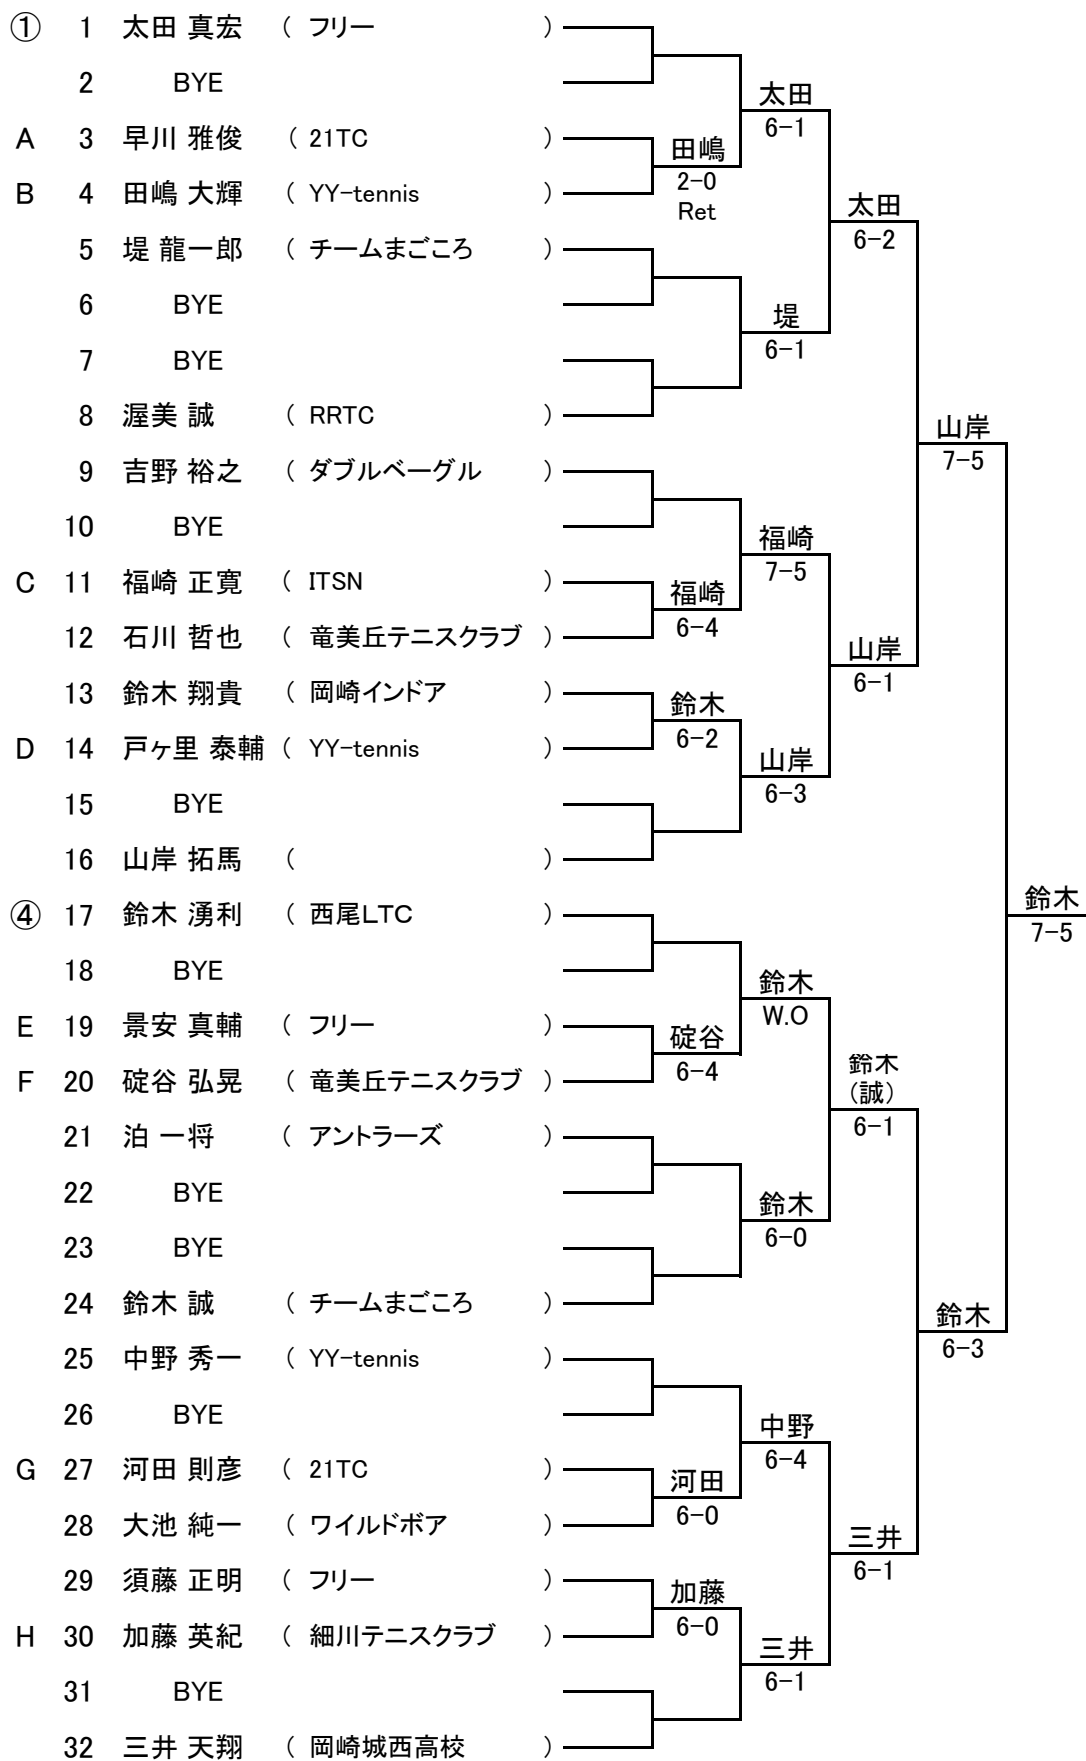 ① 1 太田 真宏 ( フリー )
2 BYE
太田
6-1
A 3 早川 雅俊 ( 21TC )
田嶋
2-0
Ret
B 4 田嶋 大輝 ( YY-tennis )
太田
6-2
5 堤 龍一郎 ( チームまごころ )
6 BYE
堤
6-1
7 BYE
8 渥美 誠 ( RRTC )
山岸
7-5
9 吉野 裕之 ( ダブルベーグル )
10 BYE
福崎
7-5
C 11 福崎 正寛 ( ITSN )
福崎
6-4
12 石川 哲也 ( 竜美丘テニスクラブ )
山岸
6-1
13 鈴木 翔貴 ( 岡崎インドア )
鈴木
6-2
D 14 戸ヶ里 泰輔 ( YY-tennis )
山岸
6-3
15 BYE
16 山岸 拓馬 ( )
鈴木
7-5
④ 17 鈴木 湧利 ( 西尾LTC )
18 BYE
鈴木
W.O
E 19 景安 真輔 ( フリー )
碇谷
6-4
F 20 碇谷 弘晃 ( 竜美丘テニスクラブ )
鈴木
(誠)
6-1
21 泊 一将 ( アントラーズ )
22 BYE
鈴木
6-0
23 BYE
24 鈴木 誠 ( チームまごころ )
鈴木
6-3
25 中野 秀一 ( YY-tennis )
26 BYE
中野
6-4
G 27 河田 則彦 ( 21TC )
河田
6-0
28 大池 純一 ( ワイルドボア )
三井
6-1
29 須藤 正明 ( フリー )
加藤
6-0
H 30 加藤 英紀 ( 細川テニスクラブ )
三井
6-1
31 BYE
32 三井 天翔 ( 岡崎城西高校 )